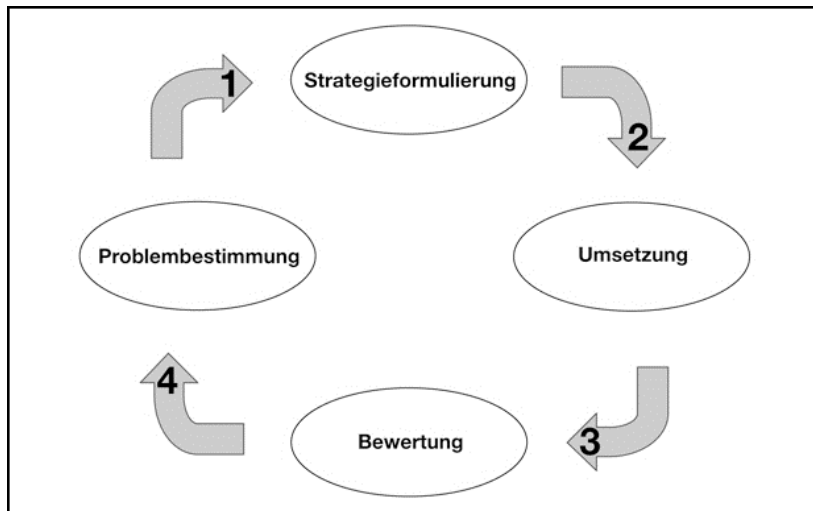 1
Strategieformulierung
2
Problembestimmung
Umsetzung
4
Bewertung
3